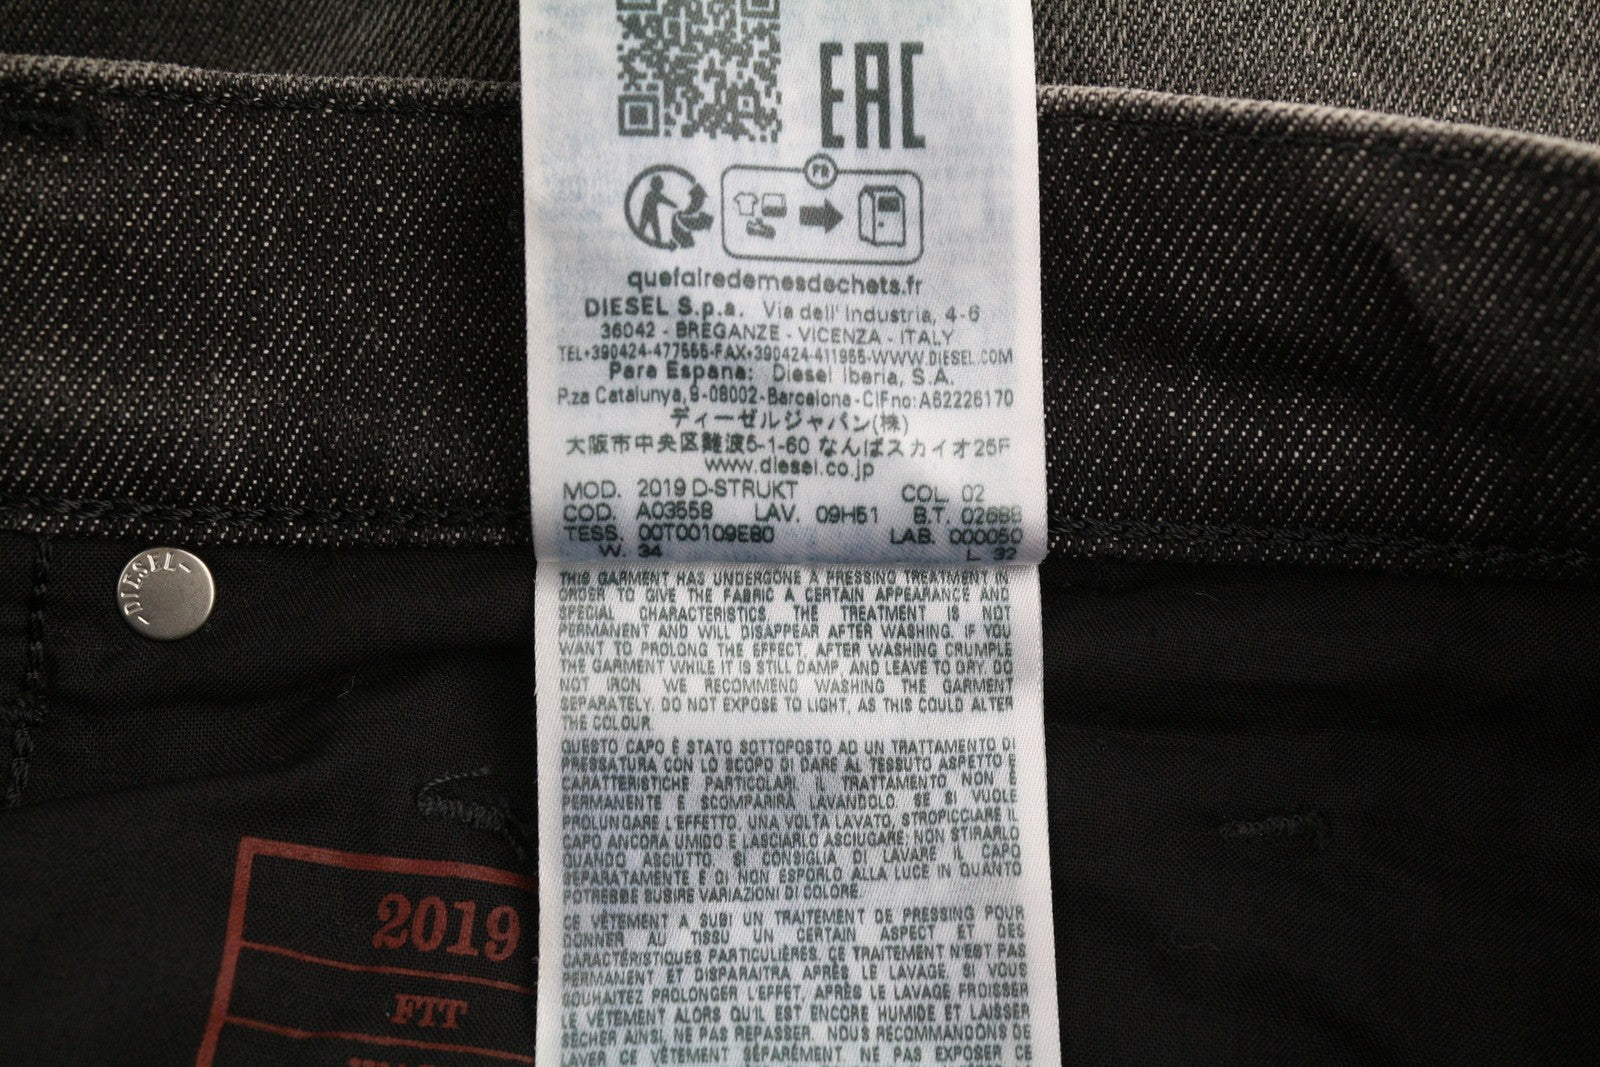 EAC
FR
quefairedemesdechets.fr
DIESEL S.p.a. Via dell' Industria, 4-6
36042 - BREGANZE - VICENZA - ITALY
TEL+390424-477555-FAX+390424-411955-WWW.DIESEL.COM
Para Espana: Diesel Iberia, S.A.
P.za Catalunya, 9-08002-Barcelona-CIFno:A62226170
ディーゼルジャパン(株)
大阪市中央区難波5-1-60 なんばスカイオ25F
www.diesel.co.jp
MOD. 2019 D-STRUKT COL. 02
COD. A03558 LAV. 09H51 B.T.
TESS. 00T00109EB0 LAB. 000050
W. 34 L 32
THIS GARMENT HAS UNDERGONE A PRESSING TREATMENT IN
ORDER TO GIVE THE FABRIC A CERTAIN APPEARANCE AND
SPECIAL CHARACTERISTICS. THE TREATMENT IS NOT
PERMANENT AND WILL DISAPPEAR AFTER WASHING. IF YOU
WANT TO PROLONG THE EFFECT, AFTER WASHING CRUMPLE
THE GARMENT WHILE IT IS STILL DAMP, AND LEAVE TO DRY. DO
NOT IRON. WE RECOMMEND WASHING THE GARMENT
SEPARATELY. DO NOT EXPOSE TO LIGHT, AS THIS COULD ALTER
THE COLOUR.
QUESTO CAPO È STATO SOTTOPOSTO AD UN TRATTAMENTO DI
PRESSATURA CON LO SCOPO DI DARE AL TESSUTO ASPETTO E
CARATTERISTICHE PARTICOLARI. IL TRATTAMENTO NON È
PERMANENTE E SCOMPARIRÀ LAVANDOLO. SE SI VUOLE
PROLUNGARE L'EFFETTO, UNA VOLTA LAVATO, STROPICCIARE IL
CAPO ANCORA UMIDO E LASCIARLO ASCIUGARE; NON STIRARLO
QUANDO ASCIUTTO. SI CONSIGLIA DI LAVARE IL CAPO
SEPARATAMENTE E DI NON ESPORLO ALLA LUCE IN QUANTO
POTREBBE SUBIRE VARIAZIONI DI COLORE.
CE VÊTEMENT A SUBI UN TRAITEMENT DE PRESSING POUR
DONNER AU TISSU UN CERTAIN ASPECT ET DES
CARACTÉRISTIQUES PARTICULIÈRES. CE TRAITEMENT N'EST PAS
PERMANENT ET DISPARAITRA APRÈS LE LAVAGE. SI VOUS
SOUHAITEZ PROLONGER L'EFFET, APRÈS LE LAVAGE FROISSER
LE VÊTEMENT ALORS QU'IL EST ENCORE HUMIDE ET LAISSER
SÉCHER AINSI, NE PAS REPASSER. NOUS RECOMMANDONS DE
LAVER CE VÊTEMENT SÉPARÉMENT. NE PAS EXPOSER CE
-DIESEL-
2019
FIT